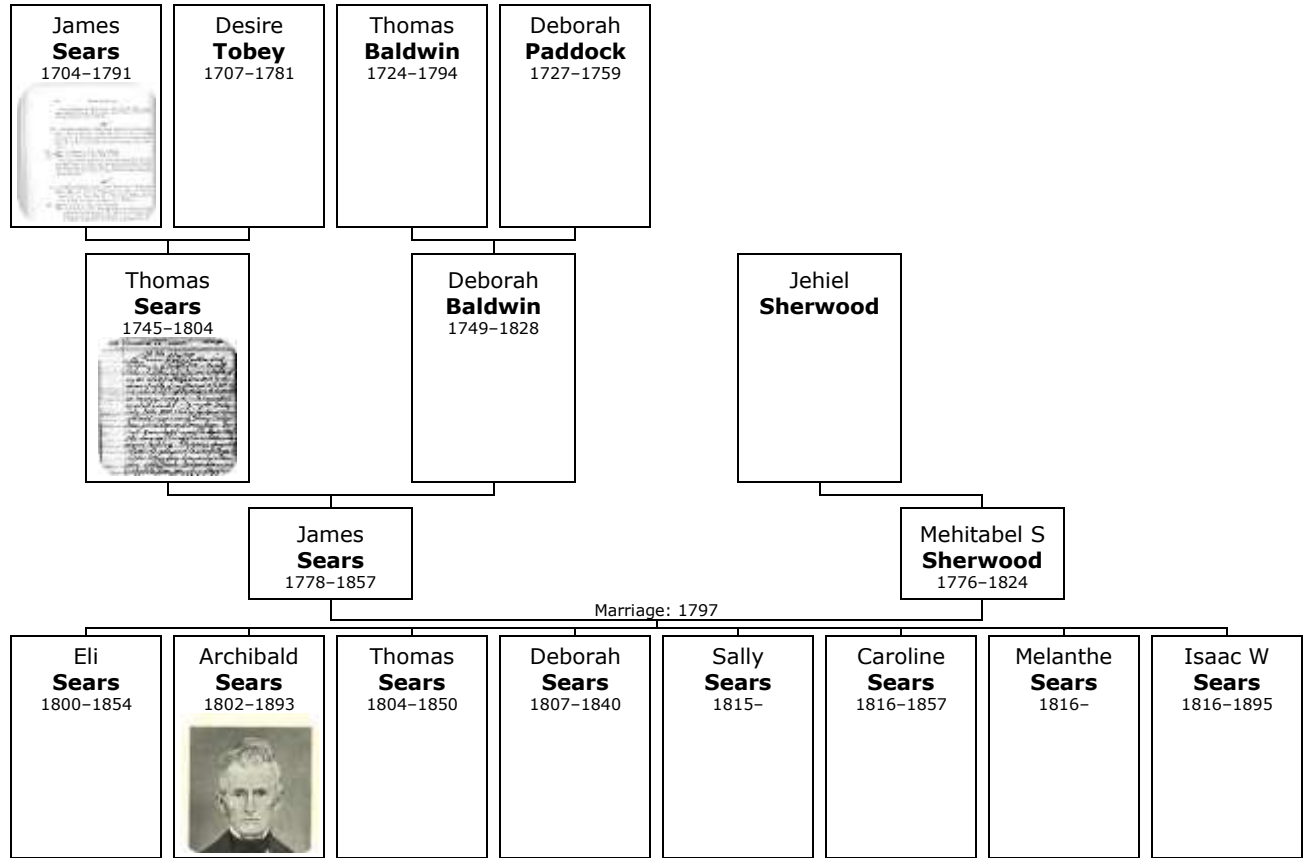 James
Sears
1704–1791
Desire
Tobey
1707–1781
Thomas
Baldwin
1724–1794
Deborah
Paddock
1727–1759
Thomas
Sears
1745–1804
Deborah
Baldwin
1749–1828
Jehiel
Sherwood
James
Sears
1778–1857
Mehitabel S
Sherwood
1776–1824
Marriage: 1797
Eli
Sears
1800–1854
Archibald
Sears
1802–1893
Thomas
Sears
1804–1850
Deborah
Sears
1807–1840
Sally
Sears
1815–
Caroline
Sears
1816–1857
Melanthe
Sears
1816–
Isaac W
Sears
1816–1895